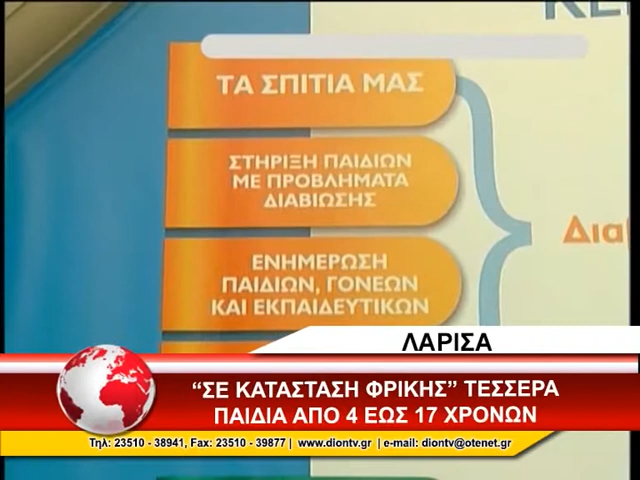 ΤΑ ΣΠΙΤΙΑ ΜΑΣ
ΣΤΗΡΙΞΗ ΠΑΙΔΙΩΝ
ΜΕ ΠΡΟΒΛΗΜΑΤΑ
ΔΙΑΒΙΩΣΗΣ
ΕΝΗΜΕΡΩΣΗ
ΠΑΙΔΙΩΝ, ΓΟΝΕΩΝ
ΚΑΙ ΕΚΠΑΙΔΕΥΤΙΚΩΝ
ΛΑΡΙΣΑ
“ΣΕ ΚΑΤΑΣΤΑΣΗ ΦΡΙΚΗΣ” ΤΕΣΣΕΡΑ
ΠΑΙΔΙΑ ΑΠΟ 4 ΕΩΣ 17 ΧΡΟΝΩΝ
Τηλ: 23510 - 38941, Fax: 23510 - 39877 | www.diontv.gr | e-mail: diontv@otenet.gr